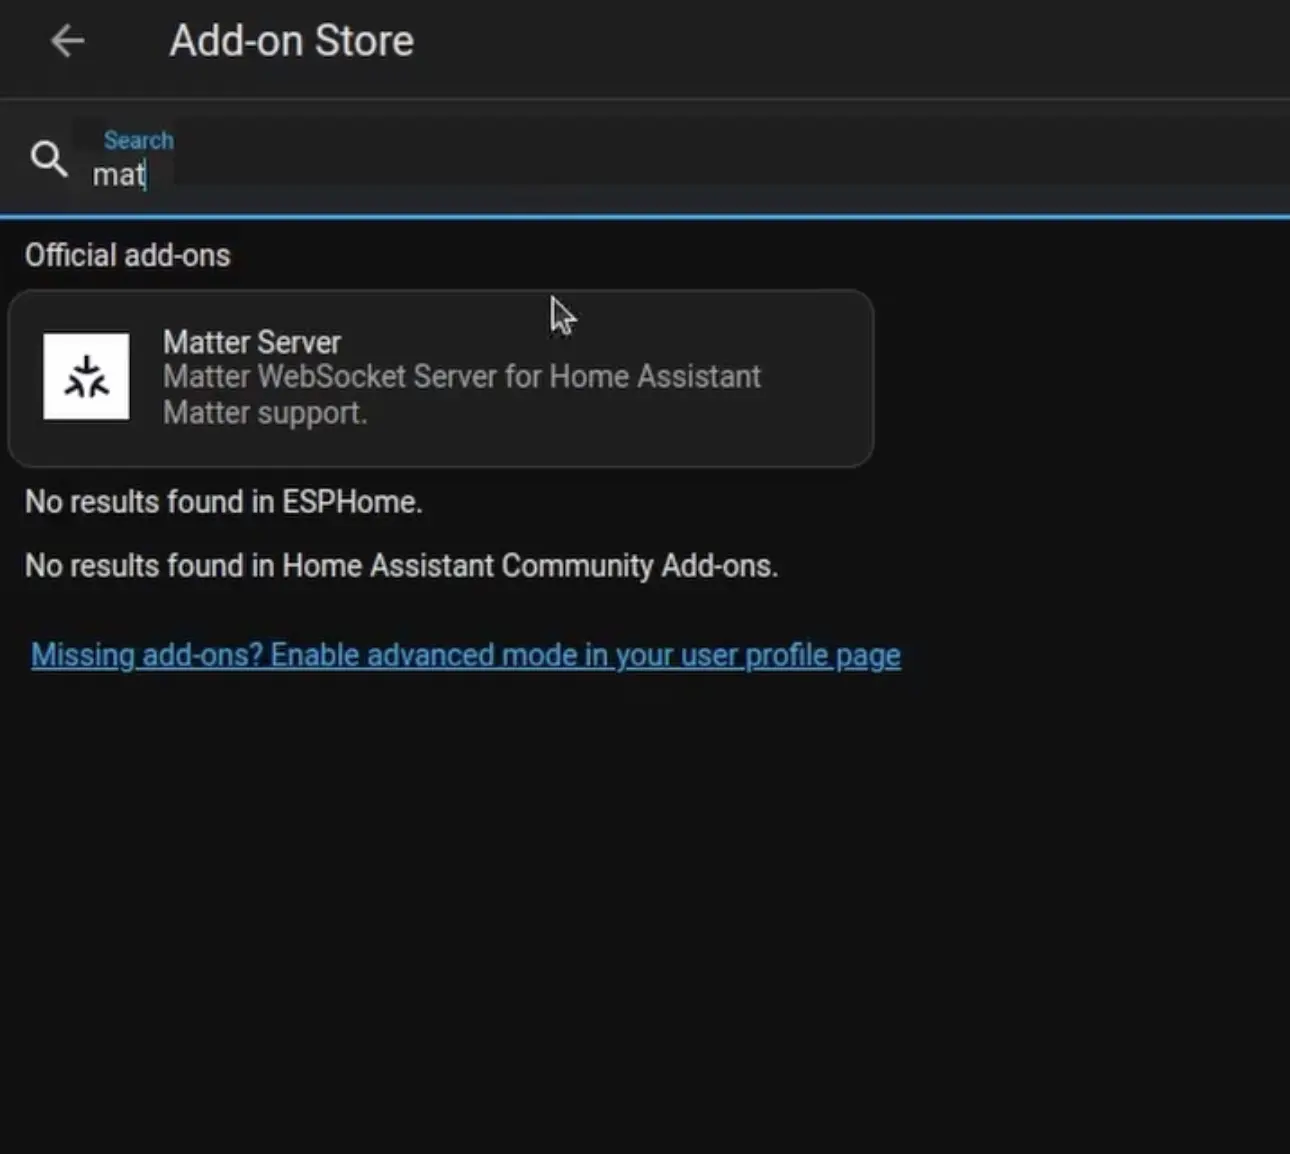 Add-on Store
Search
mat
Official add-ons
Matter Server
Matter WebSocket Server for Home Assistant
Matter support.
No results found in ESPHome.
No results found in Home Assistant Community Add-ons.
Missing add-ons? Enable advanced mode in your user profile page